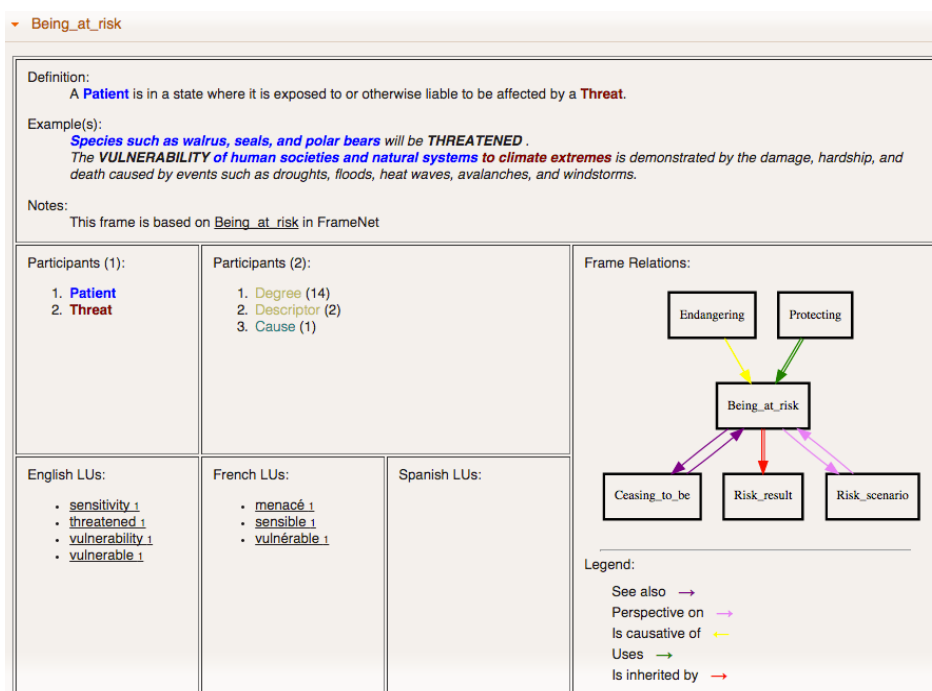 Being_at_risk
Definition:
A Patient is in a state where it is exposed to or otherwise liable to be affected by a Threat.
Example(s):
Species such as walrus, seals, and polar bears will be THREATENED .
The VULNERABILITY of human societies and natural systems to climate extremes is demonstrated by the damage, hardship, and
death caused by events such as droughts, floods, heat waves, avalanches, and windstorms.
Notes:
This frame is based on Being_at_risk in FrameNet
Participants (1):
1. Patient
2. Threat
Participants (2):
1. Degree (14)
2. Descriptor (2)
3. Cause (1)
Frame Relations:
Endangering
Protecting
Being_at_risk
Ceasing_to_be
Risk_result
Risk_scenario
English LUs:
• sensitivity 1
• threatened 1
• vulnerability 1
• vulnerable 1
French LUs:
• menacé 1
• sensible 1
• vulnérable 1
Spanish LUs:
Legend:
See also →
Perspective on →
Is causative of ←
Uses →
Is inherited by →